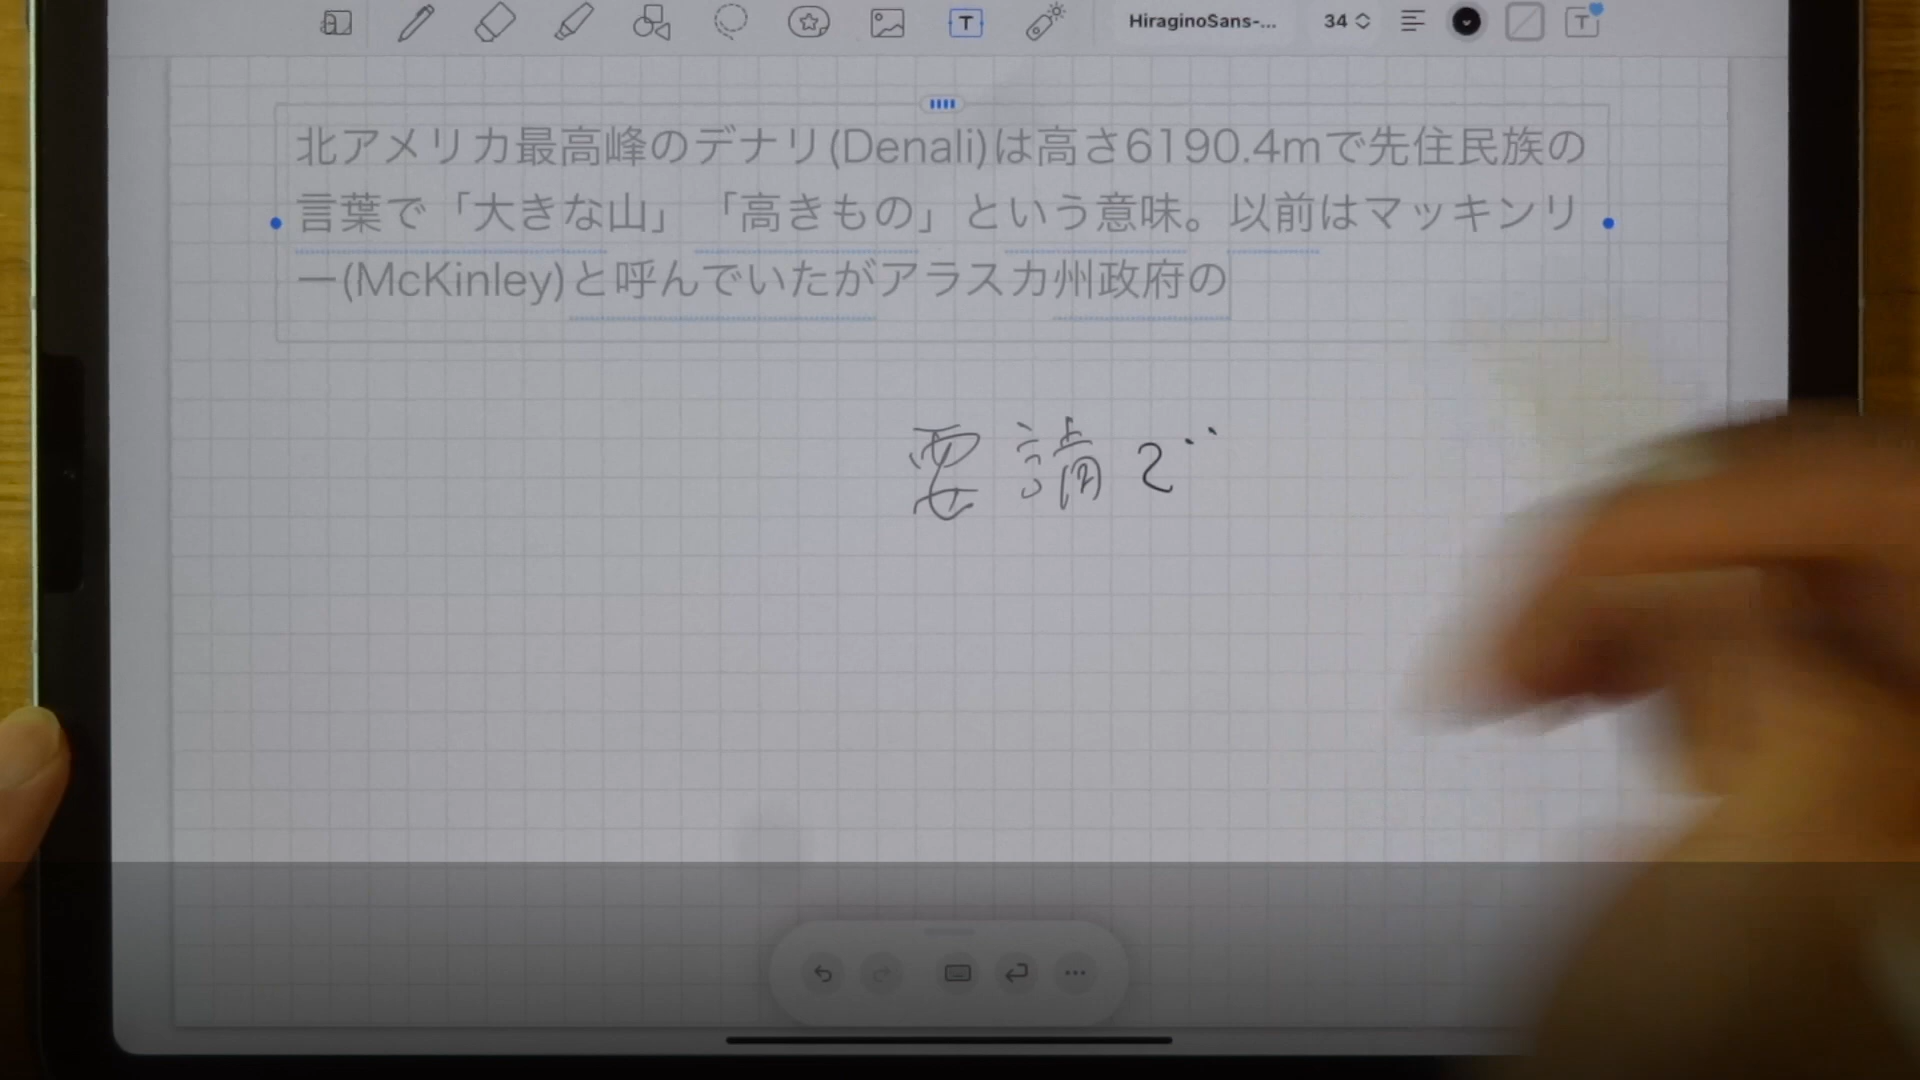 HiraginoSans-...
34
T
北アメリカ最高峰のデナリ(Denali)は高さ6190.4mで先住民族の
言葉で「大きな山」「高きもの」という意味。以前はマッキンリ
ー(McKinley)と呼んでいたがアラスカ州政府の
要請で